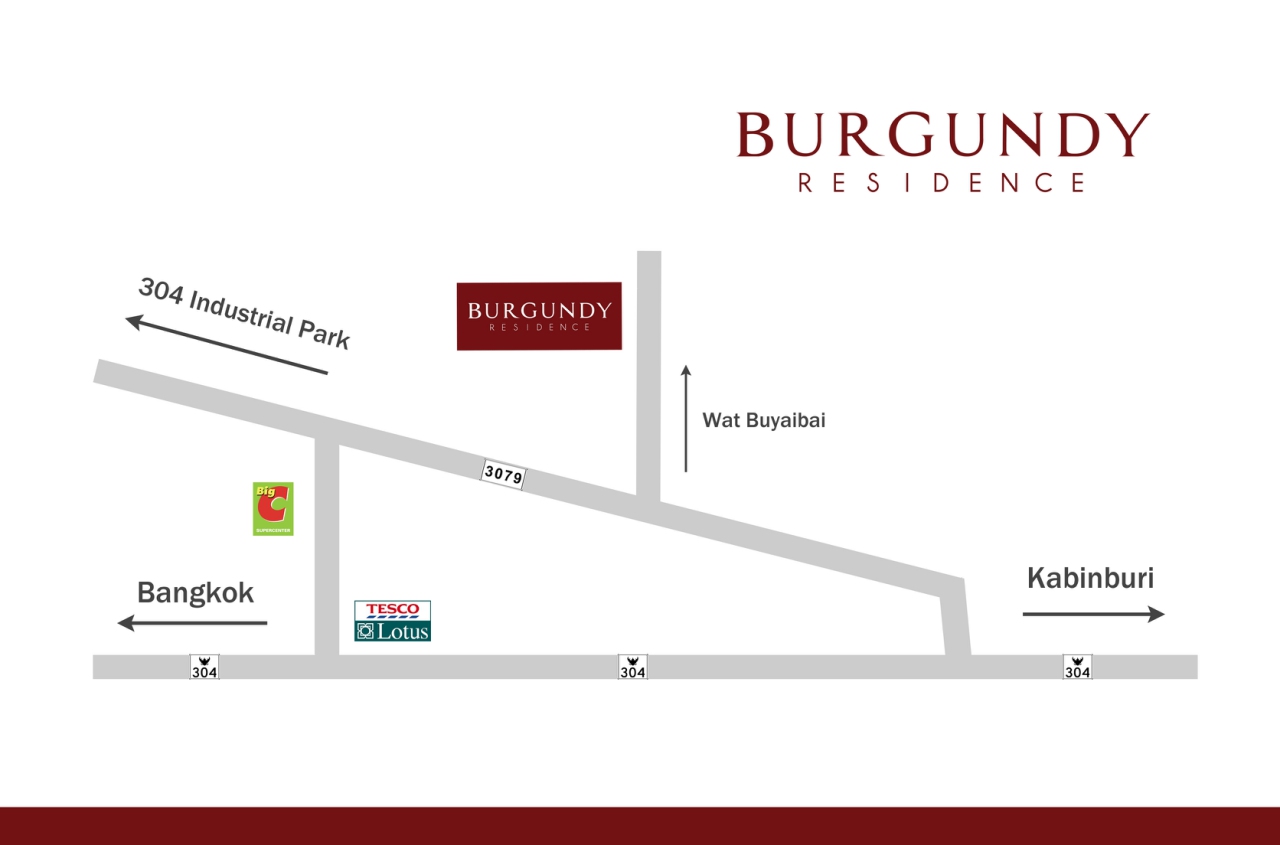 BURGUNDY
RESIDENCE
304 Industrial Park
BURGUNDY
RESIDENCE
Wat Buyaibai
3079
Big
C
SUPERCENTER
Bangkok
Kabinburi
TESCO
Lotus
304
304
304